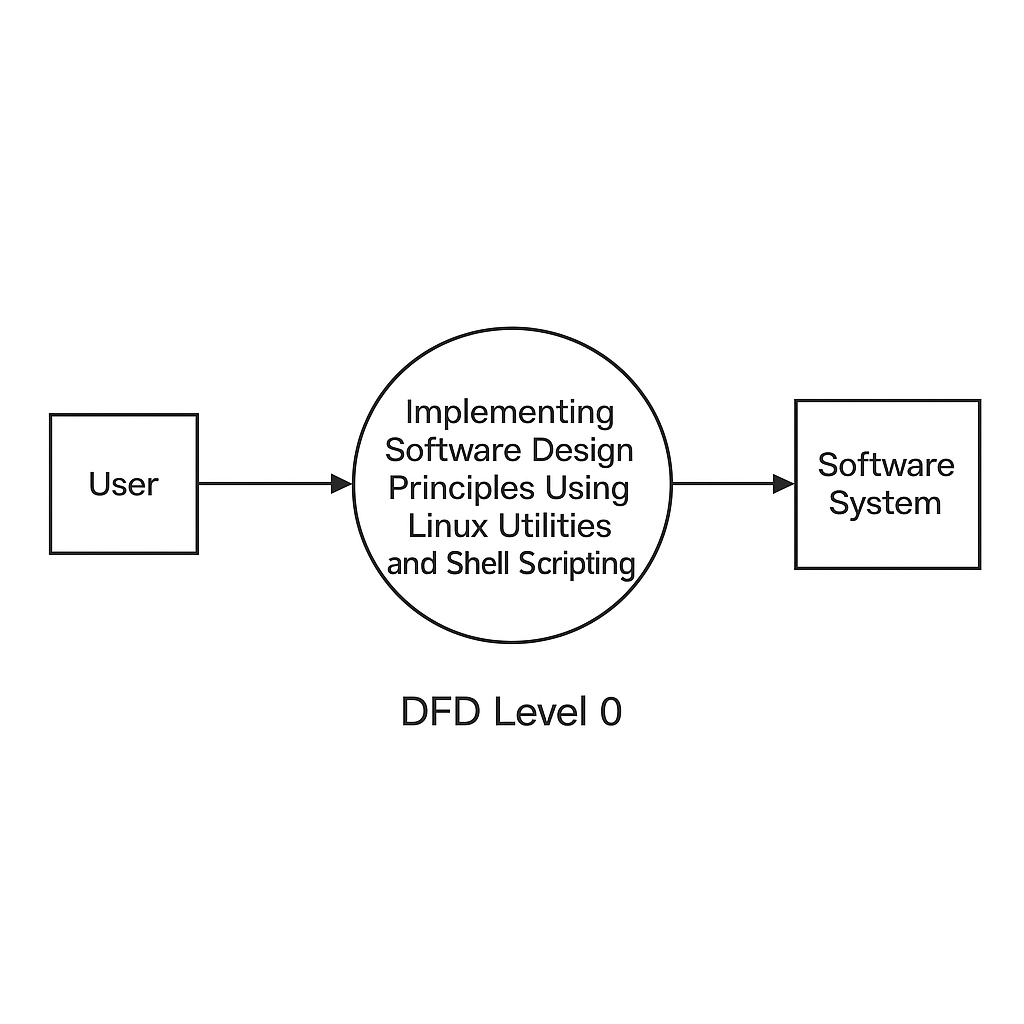 User
Implementing
Software Design
Principles Using
Linux Utilities
and Shell Scripting
Software
System
DFD Level 0